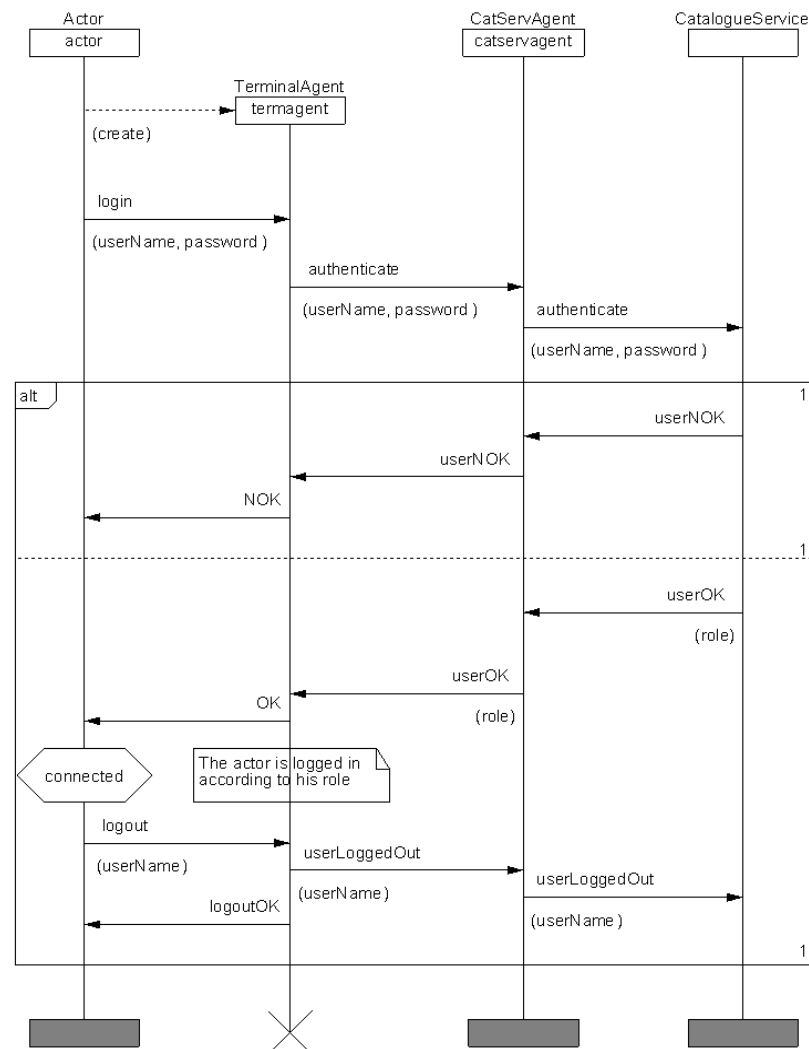 Actor
CatServAgent
CatalogueService
actor
catservagent
TerminalAgent
termagent
(create)
login
(userName, password )
authenticate
(userName, password )
authenticate
(userName, password )
alt
1
userNOK
userNOK
NOK
1
userOK
(role)
userOK
OK
(role)
connected
The actor is logged in
according to his role
logout
(userName)
userLoggedOut
(userName)
userLoggedOut
logoutOK
(userName)
1